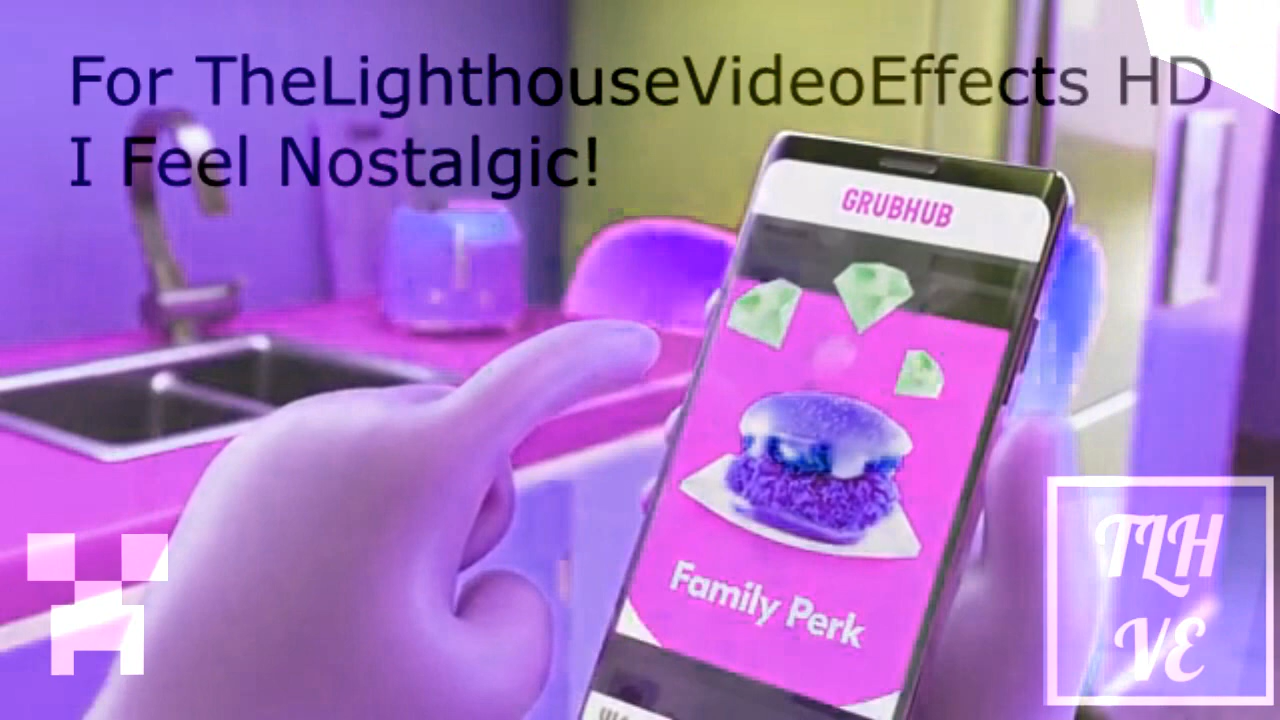 For TheLighthouseVideoEffects HD
I Feel Nostalgic!
GRUBHUB
Family Perk
TLH
VE